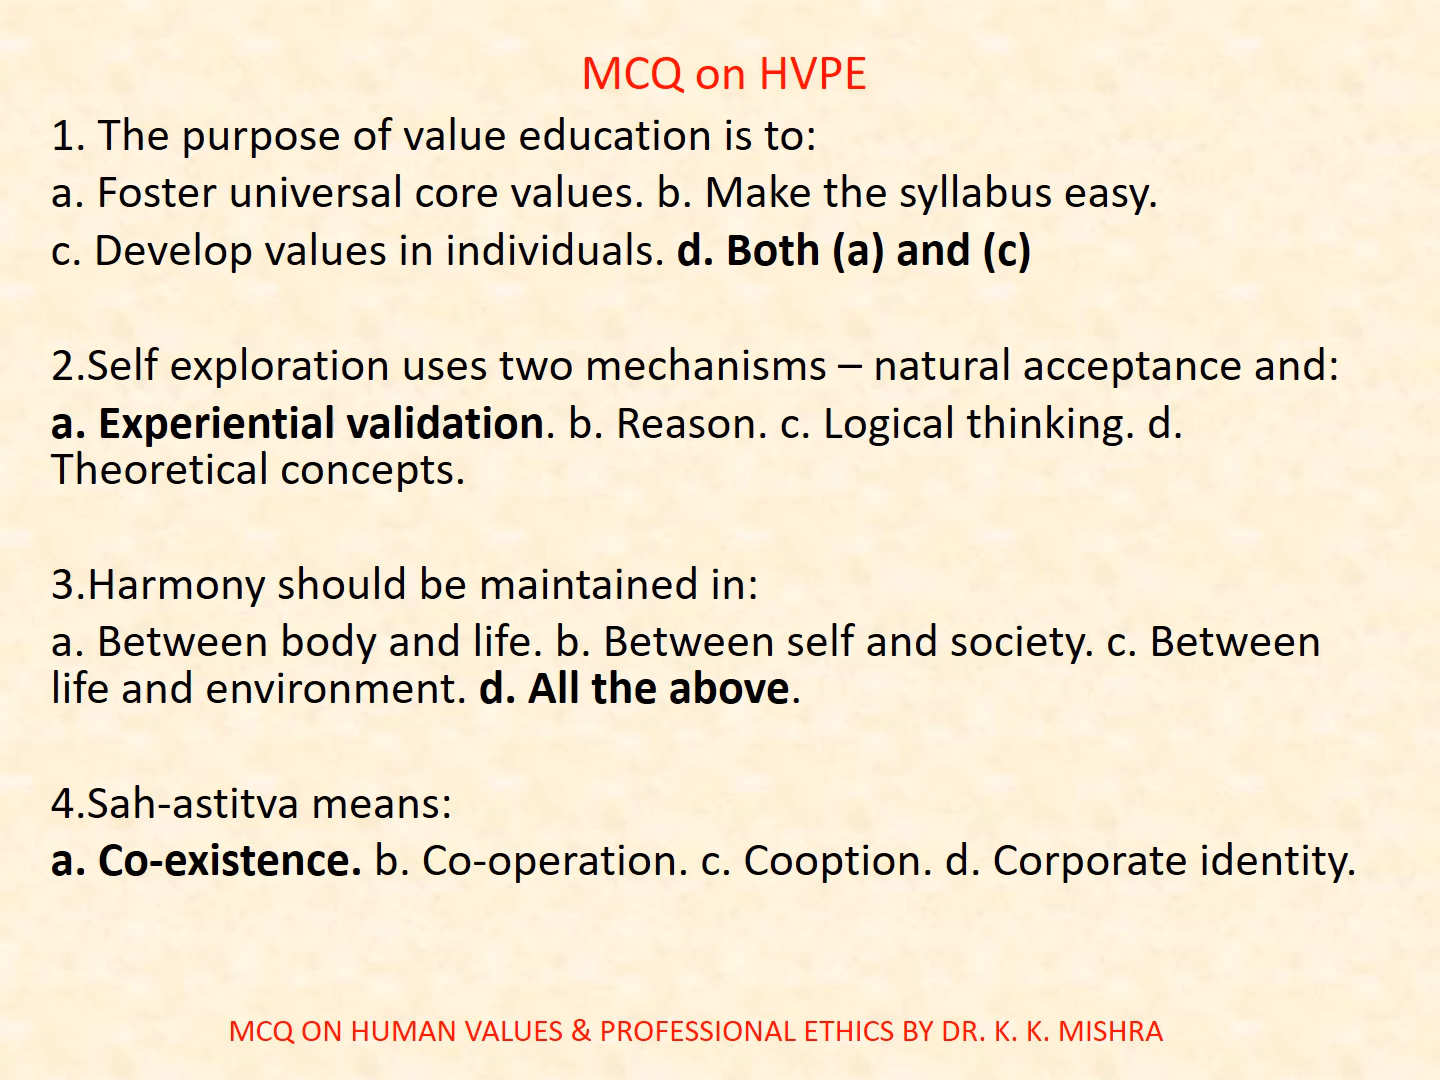 MCQ on HVPE
1. The purpose of value education is to:
a. Foster universal core values. b. Make the syllabus easy.
c. Develop values in individuals. d. Both (a) and (c)
2.Self exploration uses two mechanisms – natural acceptance and:
a. Experiential validation. b. Reason. c. Logical thinking. d.
Theoretical concepts.
3.Harmony should be maintained in:
a. Between body and life. b. Between self and society. c. Between
life and environment. d. All the above.
4.Sah-astitva means:
a. Co-existence. b. Co-operation. c. Cooption. d. Corporate identity.
MCQ ON HUMAN VALUES & PROFESSIONAL ETHICS BY DR. K. K. MISHRA